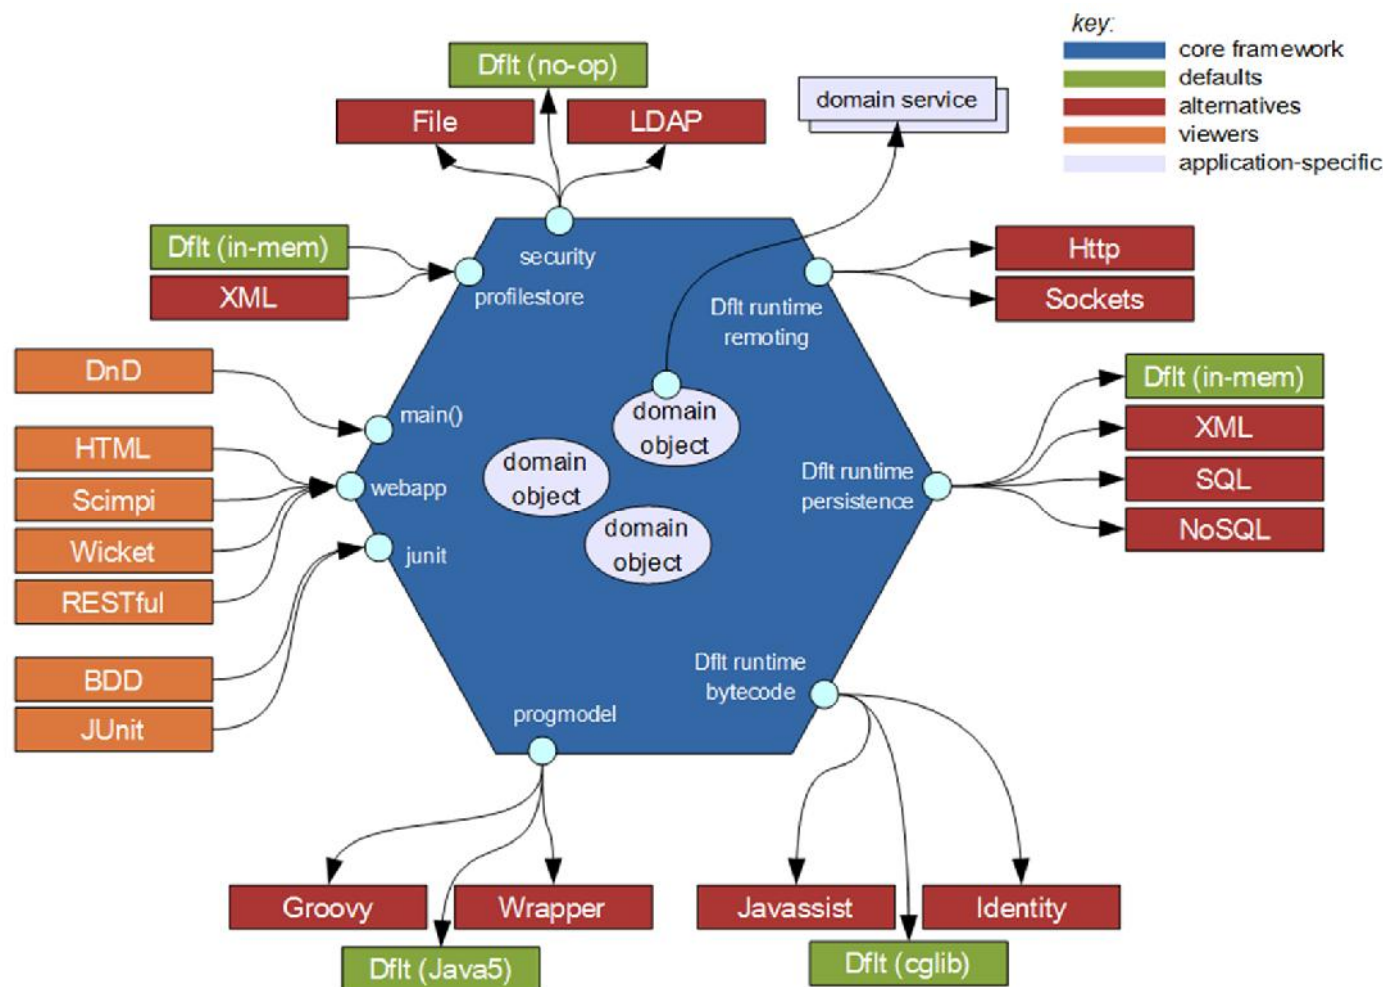 key:
core framework
defaults
alternatives
viewers
application-specific
Dflt (no-op)
File
LDAP
domain service
Dflt (in-mem)
XML
security
profilestore
Http
Sockets
Dflt runtime
remoting
DnD
HTML
Scimpi
Wicket
RESTful
BDD
JUnit
main()
webapp
junit
domain
object
domain
object
domain
object
Dflt runtime
persistence
Dflt (in-mem)
XML
SQL
NoSQL
Dflt runtime
bytecode
progmodel
Groovy
Wrapper
Dflt (Java5)
Javassist
Identity
Dflt (cglib)